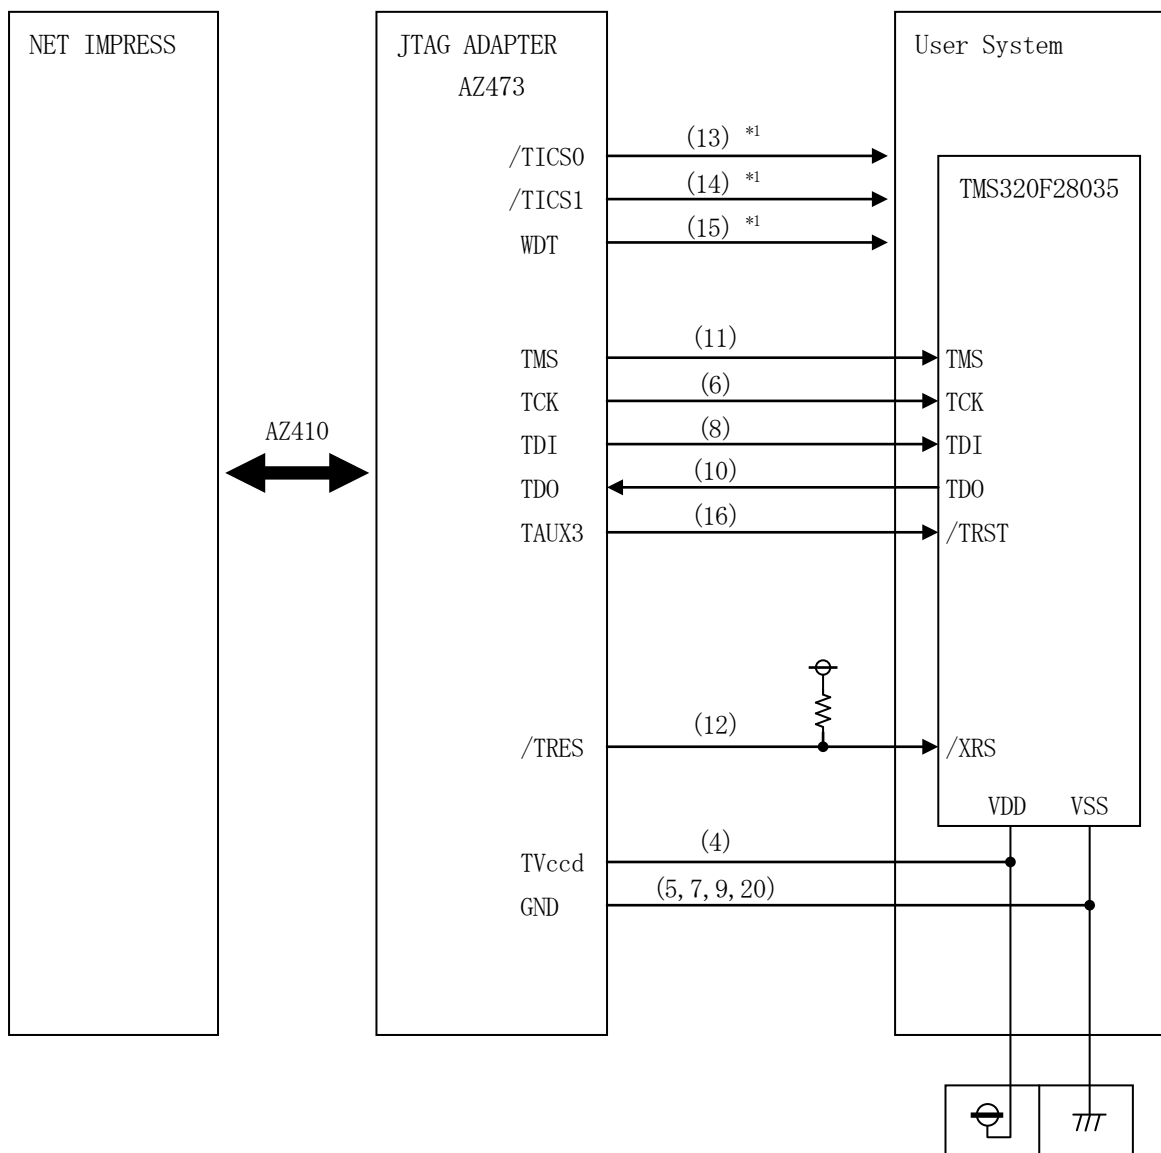 NET IMPRESS
JTAG ADAPTER
AZ473
User System
/TICS0
(13) *1
/TICS1
(14) *1
WDT
(15) *1
TMS320F28035
TMS
(11)
TMS
TCK
(6)
TCK
AZ410
TDI
(8)
TDI
TDO
(10)
TDO
TAUX3
(16)
/TRST
/TRES
(12)
/XRS
VDD
VSS
TVccd
(4)
GND
(5,7,9,20)